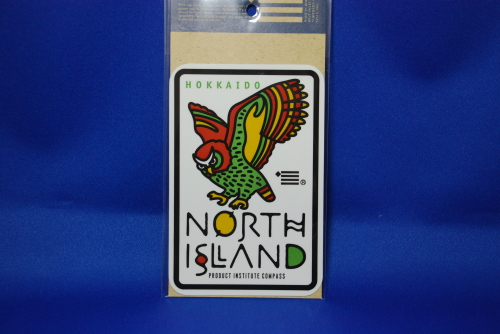 HOKKAIDO
®
NORTH
ISLAND
PRODUCT INSTITUTE COMPASS